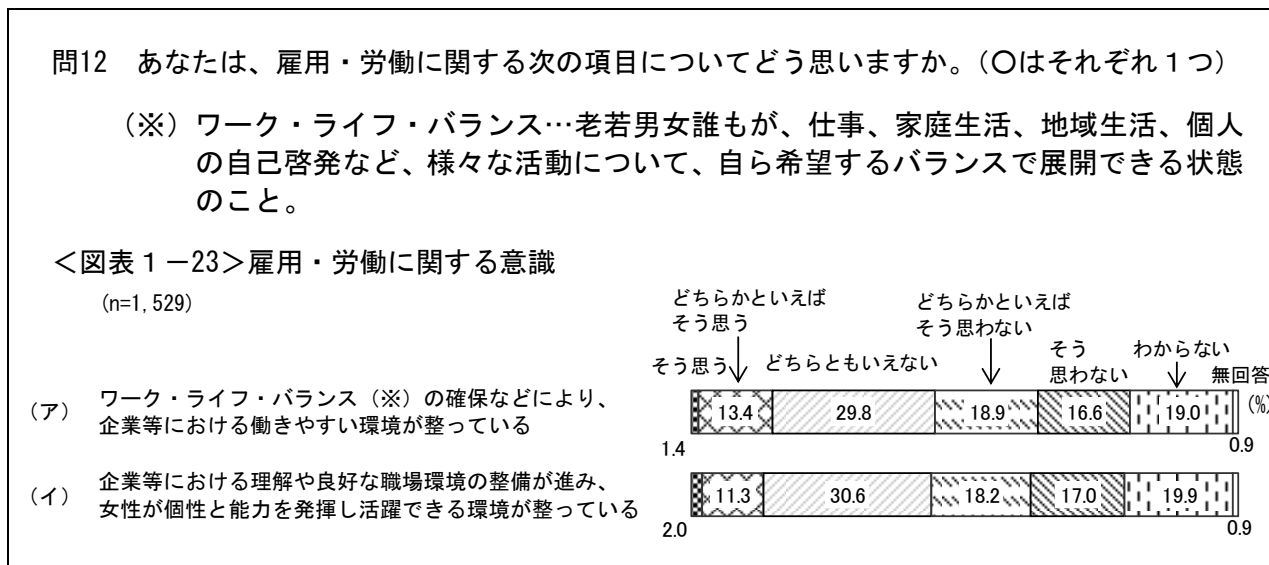 問12　あなたは、雇用・労働に関する次の項目についてどう思いますか。（〇はそれぞれ１つ）
（※）ワーク・ライフ・バランス…老若男女誰もが、仕事、家庭生活、地域生活、個人
の自己啓発など、様々な活動について、自ら希望するバランスで展開できる状態
のこと。
＜図表１－23＞雇用・労働に関する意識
(n=1,529)
どちらかといえば
そう思う
どちらかといえば
そう思わない
そう思う
どちらともいえない
そう
思わない
わからない
無回答
(%)
（ア）
ワーク・ライフ・バランス（※）の確保などにより、
企業等における働きやすい環境が整っている
1.4
13.4
29.8
18.9
16.6
19.0
0.9
（イ）
企業等における理解や良好な職場環境の整備が進み、
女性が個性と能力を発揮し活躍できる環境が整っている
2.0
11.3
30.6
18.2
17.0
19.9
0.9